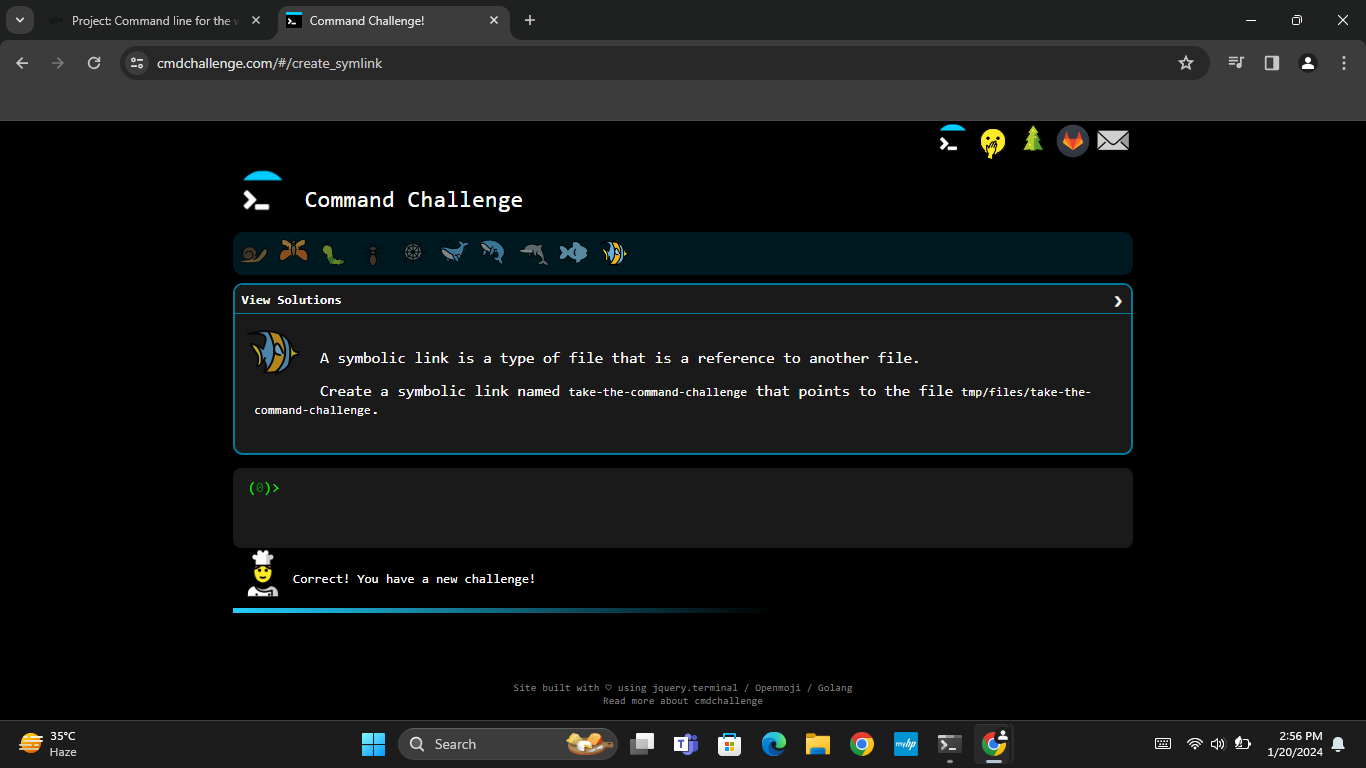 Project: Command line for the w
Command Challenge!
cmdchallenge.com/#/create_symlink
Command Challenge
View Solutions
A symbolic link is a type of file that is a reference to another file.
Create a symbolic link named take-the-command-challenge that points to the file tmp/files/take-the-
command-challenge.
(0)>
Correct! You have a new challenge!
Site built with ♡ using jquery.terminal / Openmoji / Golang
Read more about cmdchallenge
35°C
Haze
Search
myhp
2:56 PM
1/20/2024